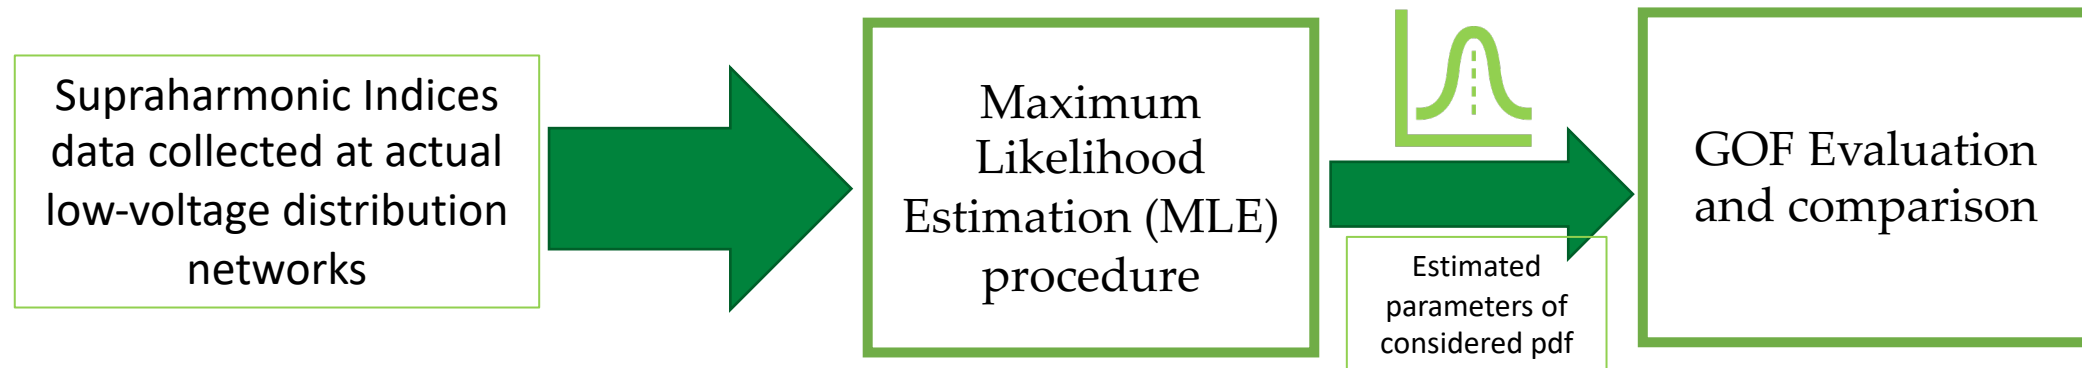 Supraharmonic Indices
data collected at actual
low-voltage distribution
networks
Maximum
Likelihood
Estimation (MLE)
procedure
Estimated
parameters of
considered pdf
GOF Evaluation
and comparison